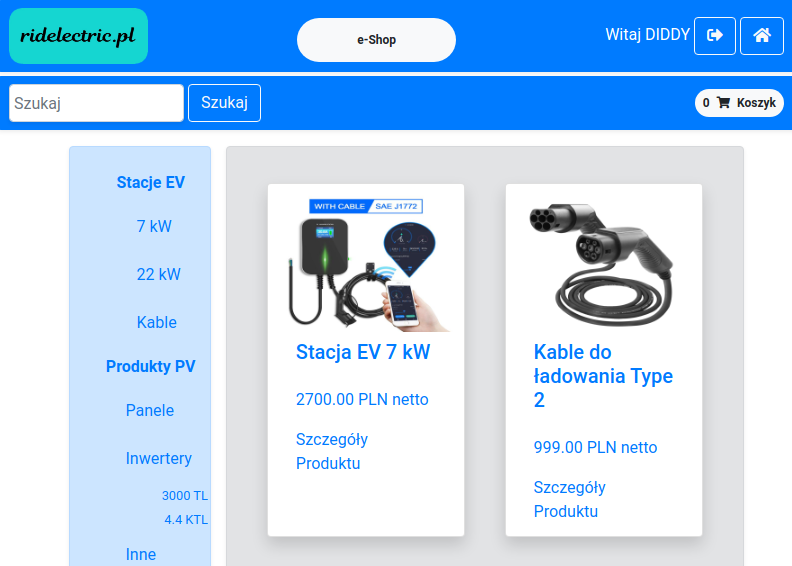 ridelectric.pl
e-Shop
Witaj DIDDY
Szukaj
Szukaj
0 Koszyk
Stacje EV
7 kW
22 kW
Kable
Produkty PV
Panele
Inwertery
3000 TL
4.4 KTL
Inne
WITH CABLE SAE J1772
Stacja EV 7 kW
2700.00 PLN netto
Szczegóły
Produktu
Kable do
ładowania Type
2
999.00 PLN netto
Szczegóły
Produktu